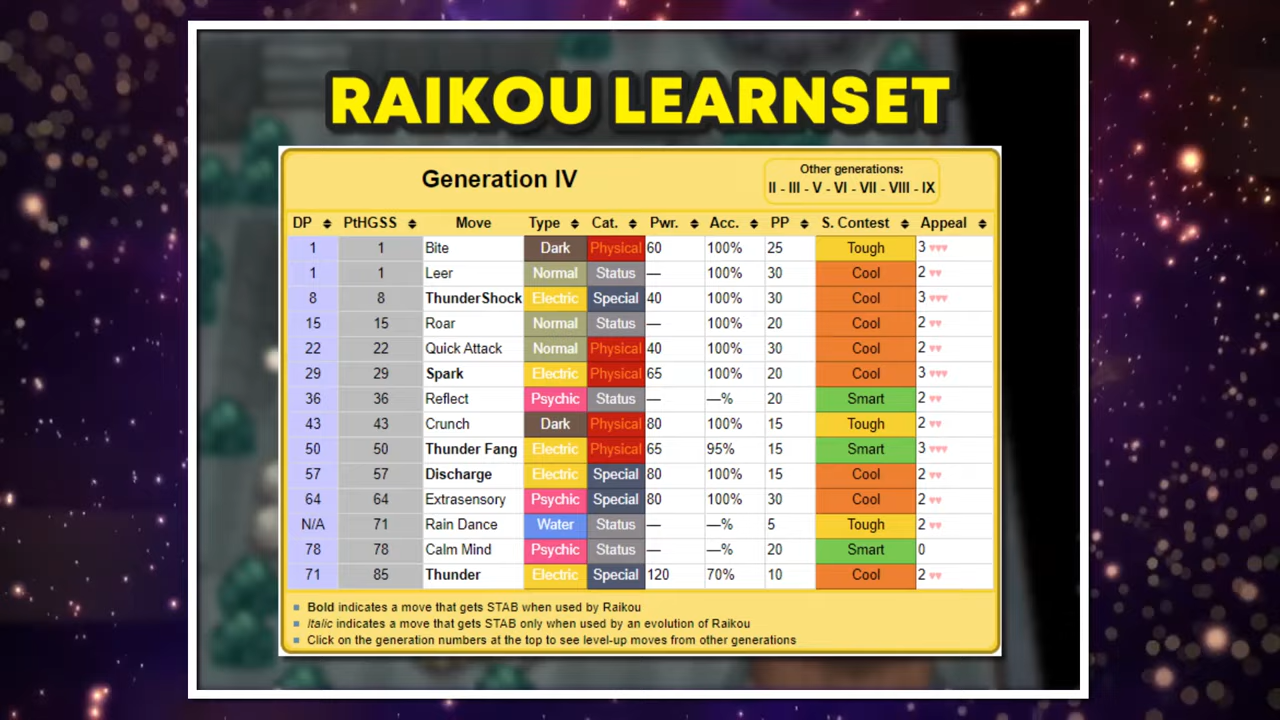 RAIKOU LEARNSET
Generation IV
Other generations:
II - III - V - VI - VII - VIII - IX
DP PtHGSS Move Type Cat. Pwr. Acc. PP S. Contest Appeal
1 1 Bite Dark Physical 60 100% 25 Tough 3 ♥♥♥
1 1 Leer Normal Status — 100% 30 Cool 2 ♥♥
8 8 ThunderShock Electric Special 40 100% 30 Cool 3 ♥♥♥
15 15 Roar Normal Status — 100% 20 Cool 2 ♥♥
22 22 Quick Attack Normal Physical 40 100% 30 Cool 2 ♥♥
29 29 Spark Electric Physical 65 100% 20 Cool 3 ♥♥♥
36 36 Reflect Psychic Status — —% 20 Smart 2 ♥♥
43 43 Crunch Dark Physical 80 100% 15 Tough 2 ♥♥
50 50 Thunder Fang Electric Physical 65 95% 15 Smart 3 ♥♥♥
57 57 Discharge Electric Special 80 100% 15 Cool 2 ♥♥
64 64 Extrasensory Psychic Special 80 100% 30 Cool 2 ♥♥
N/A 71 Rain Dance Water Status — —% 5 Tough 2 ♥♥
78 78 Calm Mind Psychic Status — —% 20 Smart 0
71 85 Thunder Electric Special 120 70% 10 Cool 2 ♥♥
Bold indicates a move that gets STAB when used by Raikou
Italic indicates a move that gets STAB only when used by an evolution of Raikou
Click on the generation numbers at the top to see level-up moves from other generations